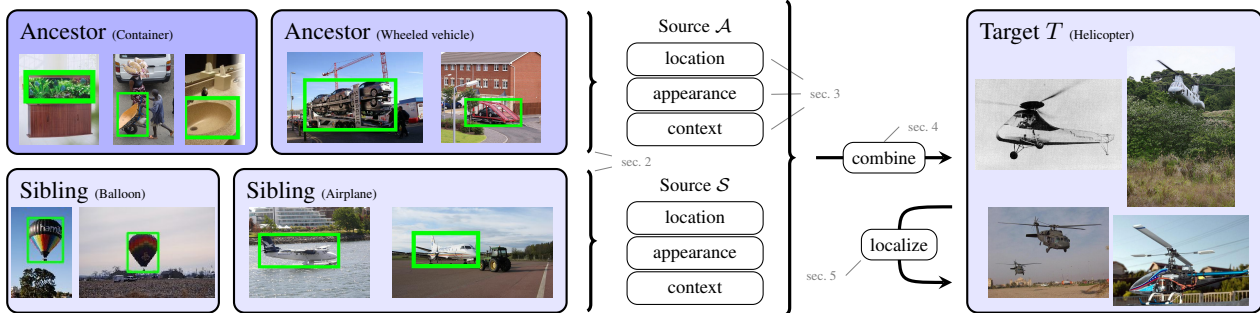 Ancestor (Container)
Ancestor (Wheeled vehicle)
Sibling (Balloon)
Sibling (Airplane)
Source A
location
appearance
context
sec. 3
sec. 2
Source S
location
appearance
context
sec. 4
combine
localize
sec. 5
Target T (Helicopter)